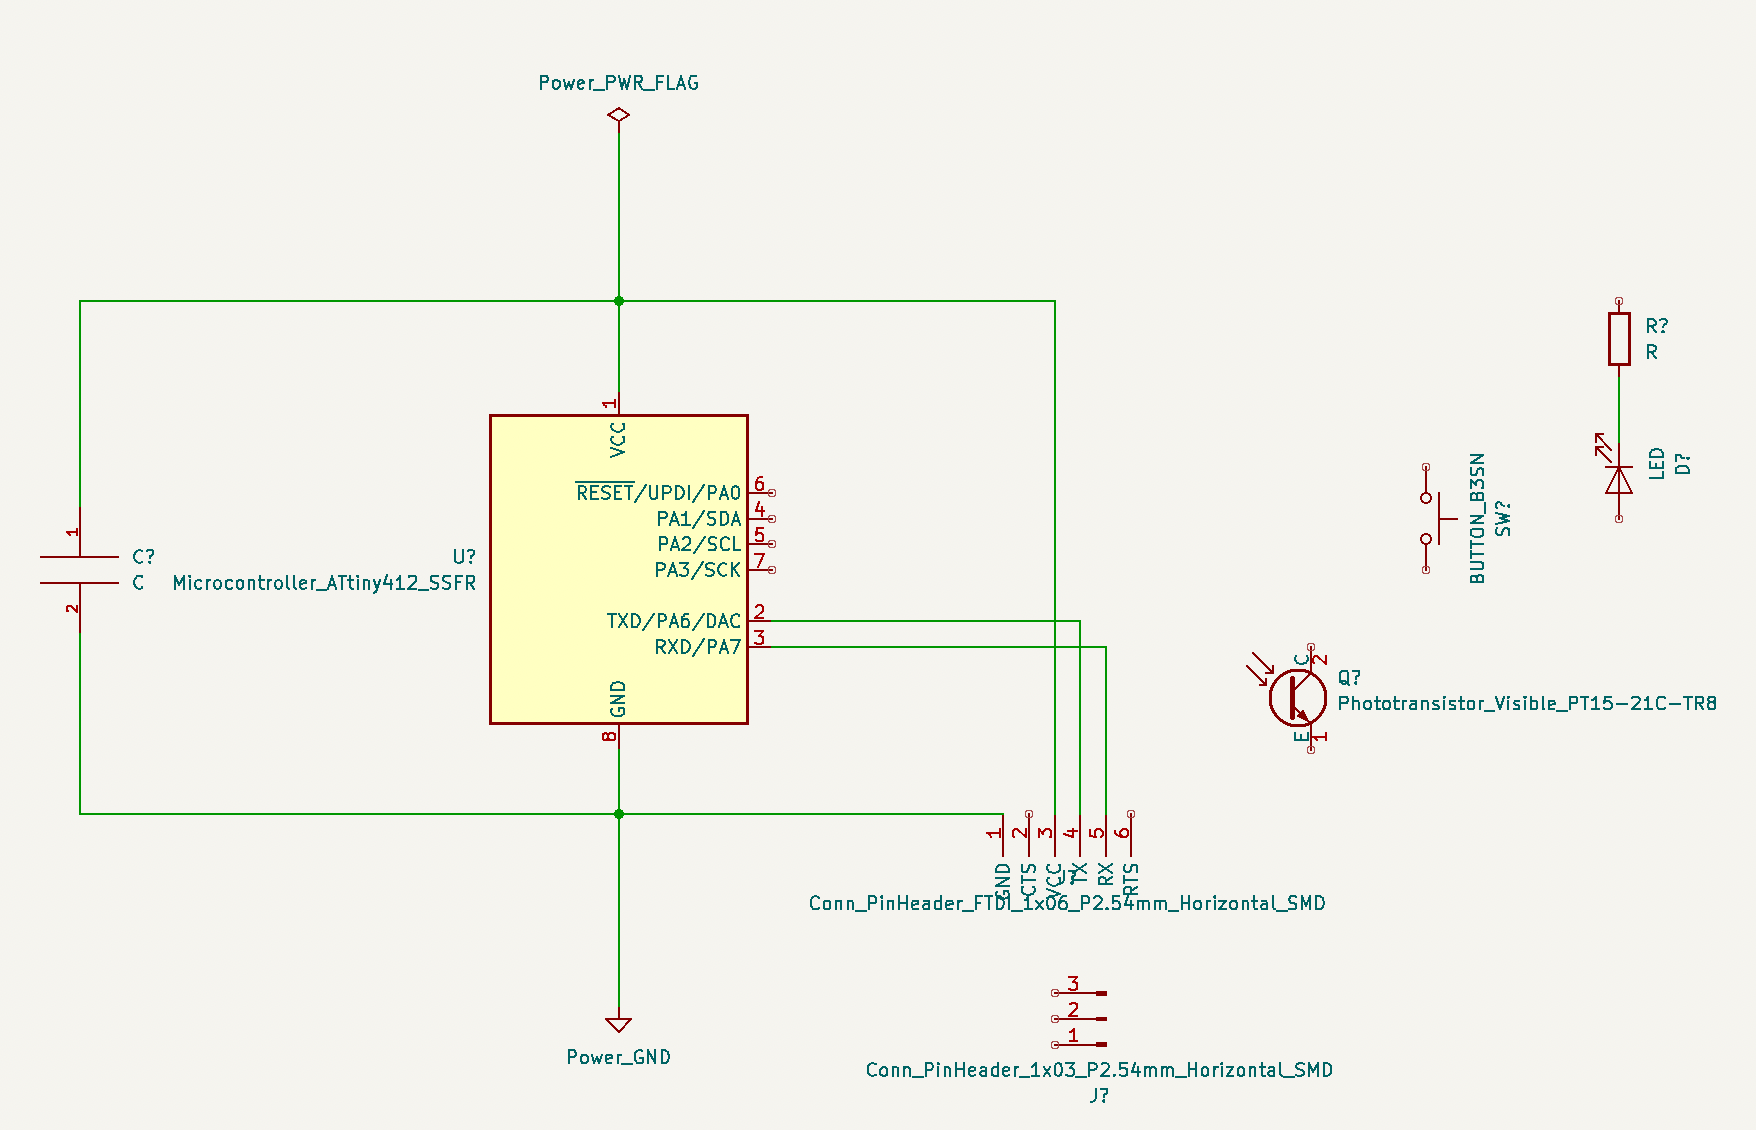 Power_PWR_FLAG
1
VCC
RESET/UPDI/PA0
6
PA1/SDA
4
PA2/SCL
5
PA3/SCK
7
TXD/PA6/DAC
2
RXD/PA7
3
GND
8
U?
Microcontroller_ATtiny412_SSFR
1
C?
C
2
R?
R
LED
D?
BUTTON_B3SN
SW?
C
2
Q?
Phototransistor_Visible_PT15-21C-TR8
E
1
1
2
3
4
5
6
GND
CTS
VCC
TX
RX
RTS
J?
Conn_PinHeader_FTDI_1x06_P2.54mm_Horizontal_SMD
3
2
1
Conn_PinHeader_1x03_P2.54mm_Horizontal_SMD
J?
Power_GND